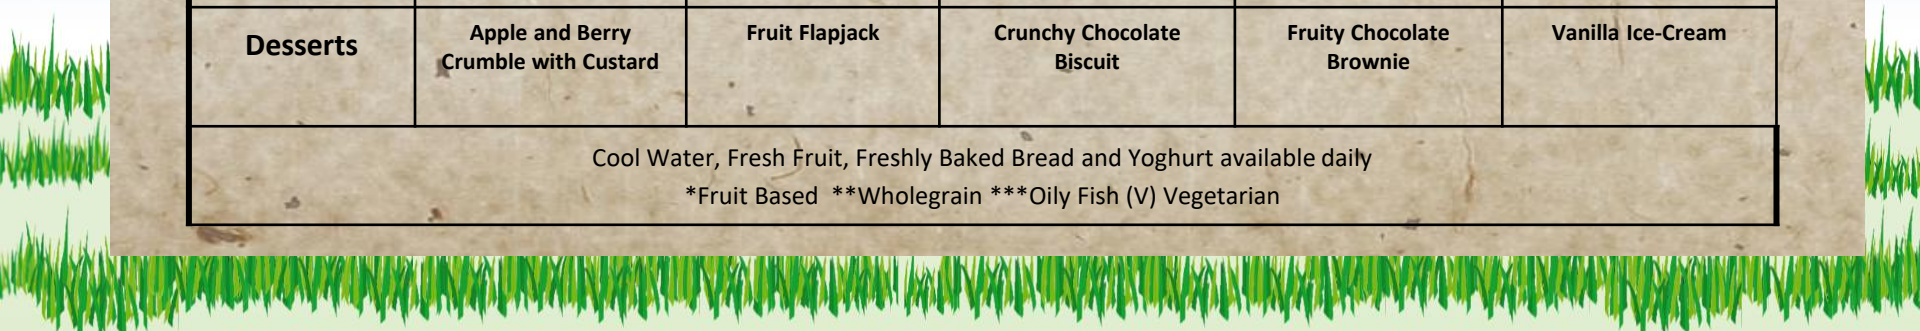 Desserts
Apple and Berry
Crumble with Custard
Fruit Flapjack
Crunchy Chocolate
Biscuit
Fruity Chocolate
Brownie
Vanilla Ice-Cream
Cool Water, Fresh Fruit, Freshly Baked Bread and Yoghurt available daily
*Fruit Based  **Wholegrain ***Oily Fish (V) Vegetarian